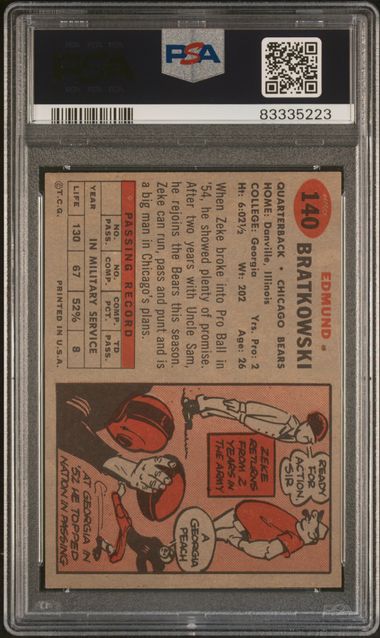 PSA
83335223
140
EDMUND
BRATKOWSKI
QUARTERBACK • CHICAGO BEARS
HOME: Danville, Illinois
COLLEGE: Georgia Yrs. Pro: 2
Ht: 6-02½ Wt: 202 Age: 26
When Zeke broke into Pro Ball in
'54, he showed plenty of promise.
After two years with Uncle Sam,
he rejoins the Bears this season.
Zeke can run, pass and punt and is
a big man in Chicago's plans.
PASSING RECORD
NO. NO. COMP. TD
PASS. COMP. PCT. PASS.
YEAR IN MILITARY SERVICE
LIFE 130 67 52% 8
© T.C.G. PRINTED IN U.S.A.
READY
FOR
ACTION,
SIR
ZEKE
RETURNS
FROM 2
YEARS IN
THE ARMY
A
GEORGIA
PEACH
AT GEORGIA
IN '52 HE TOPPED
NATION IN PASSING